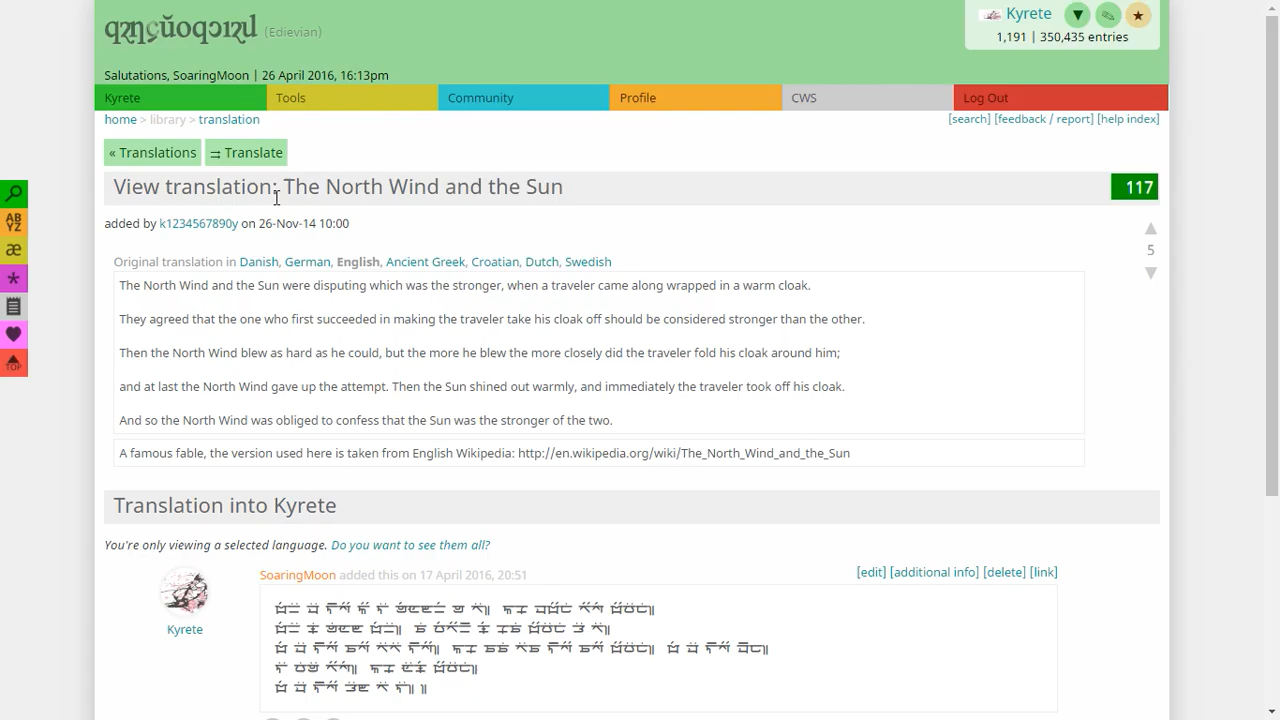 (Edievian)
Kyrete
1,191 | 350,435 entries
Salutations, SoaringMoon | 26 April 2016, 16:13pm
Kyrete Tools Community Profile CWS Log Out
home > library > translation [search] [feedback / report] [help index]
« Translations ⇉ Translate
View translation: The North Wind and the Sun 117
added by k1234567890y on 26-Nov-14 10:00
5
Original translation in Danish, German, English, Ancient Greek, Croatian, Dutch, Swedish
The North Wind and the Sun were disputing which was the stronger, when a traveler came along wrapped in a warm cloak.
They agreed that the one who first succeeded in making the traveler take his cloak off should be considered stronger than the other.
Then the North Wind blew as hard as he could, but the more he blew the more closely did the traveler fold his cloak around him;
and at last the North Wind gave up the attempt. Then the Sun shined out warmly, and immediately the traveler took off his cloak.
And so the North Wind was obliged to confess that the Sun was the stronger of the two.
A famous fable, the version used here is taken from English Wikipedia: http://en.wikipedia.org/wiki/The_North_Wind_and_the_Sun
Translation into Kyrete
You're only viewing a selected language. Do you want to see them all?
SoaringMoon added this on 17 April 2016, 20:51 [edit] [additional info] [delete] [link]
Kyrete
AB
YZ
æ
*
TOP